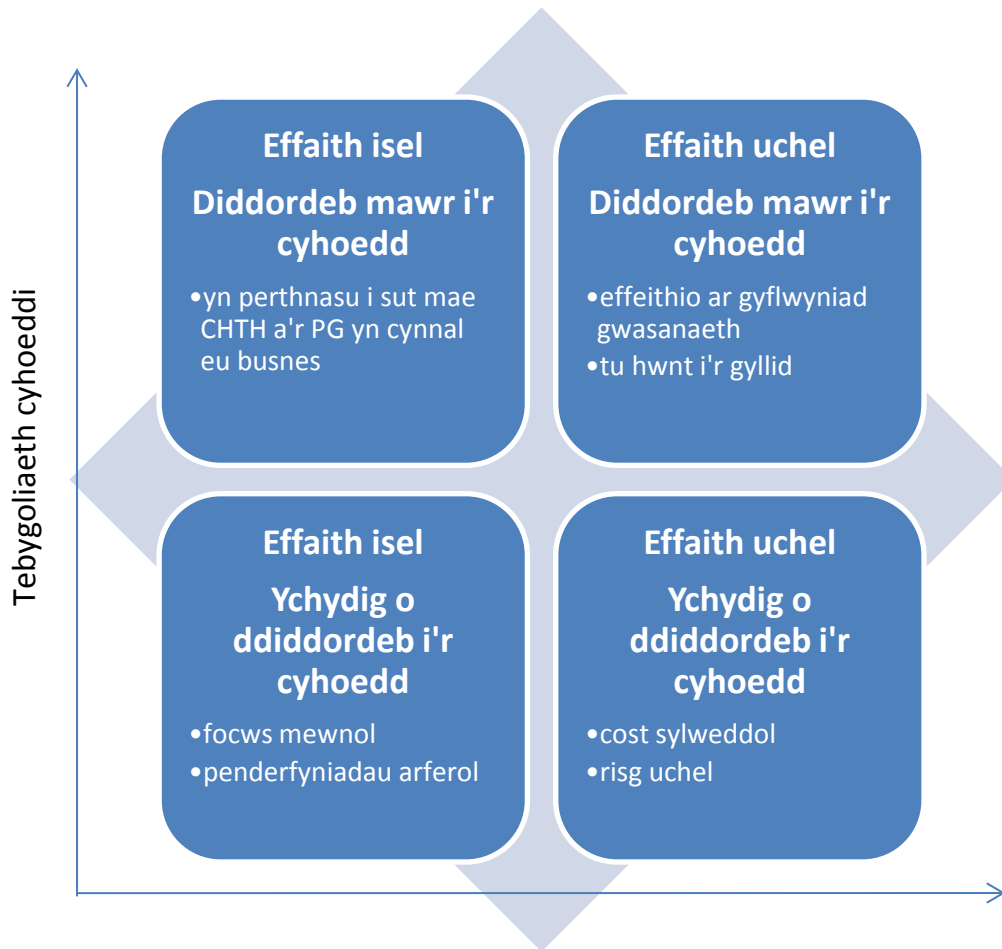 Tebygoliaeth cyhoeddi
Effaith isel
Diddordeb mawr i'r
cyhoedd
•yn perthnasu i sut mae
CHTH a'r PG yn cynnal
eu busnes
Effaith uchel
Diddordeb mawr i'r
cyhoedd
•effeithio ar gyflwyniad
gwasanaeth
•tu hwnt i'r gyllid
Effaith isel
Ychydig o
ddiddordeb i'r
cyhoedd
•focws mewnol
•penderfyniadau arferol
Effaith uchel
Ychydig o
ddiddordeb i'r
cyhoedd
•cost sylweddol
•risg uchel